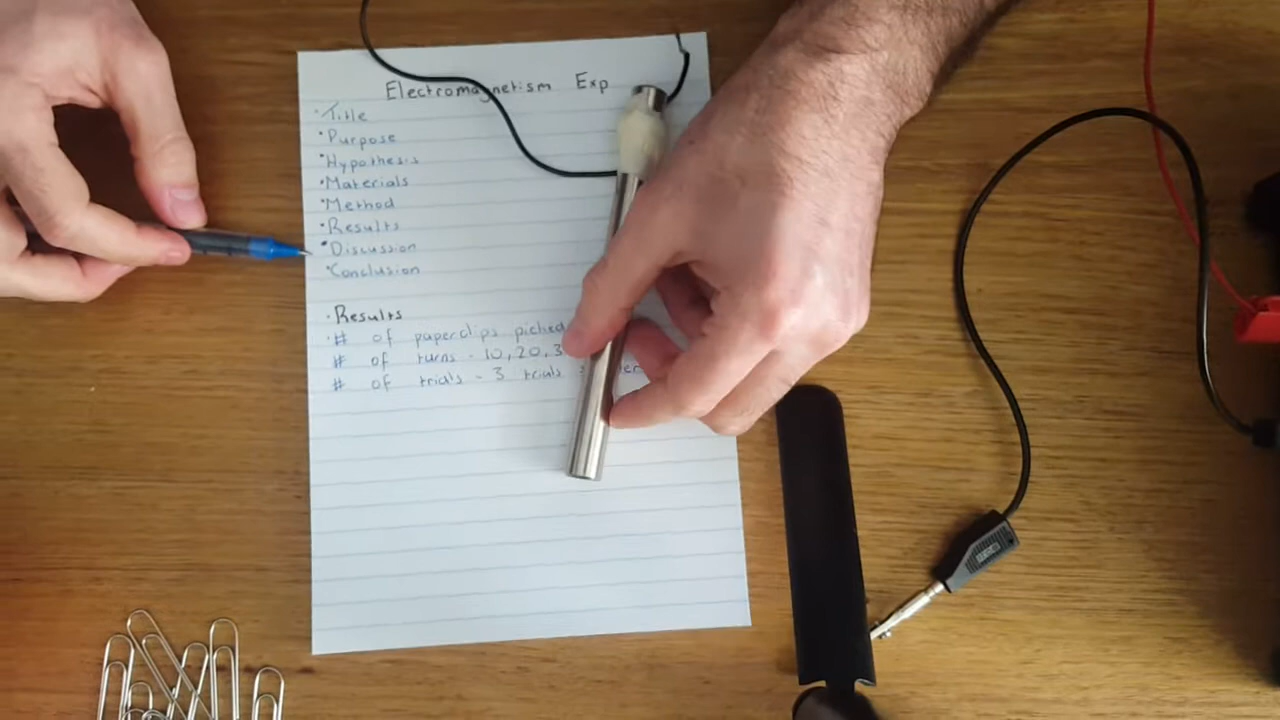 Electromagnetism Exp
· Title
· Purpose
· Hypothesis
· Materials
· Method
· Results
· Discussion
· Conclusion
· Results
· # of paperclips picked
# of turns - 10, 20, 3
# of trials - 3 trials